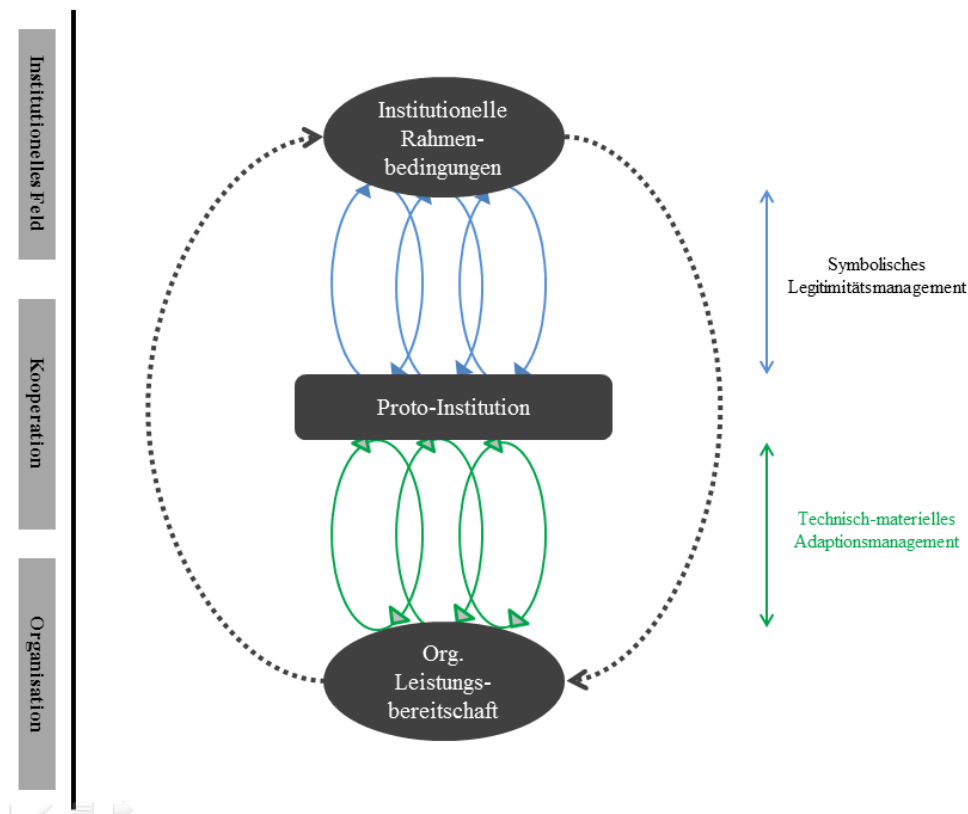 Institutionelles Feld
Kooperation
Organisation
Institutionelle
Rahmen-
bedingungen
Symbolisches
Legitimitätsmanagement
Proto-Institution
Technisch-materielles
Adaptionsmanagement
Org.
Leistungs-
bereitschaft